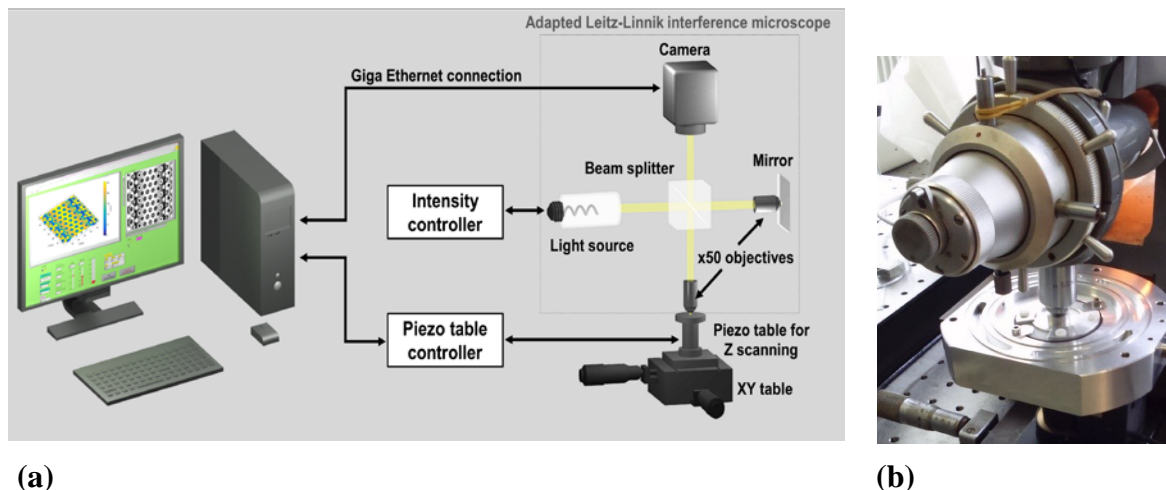 Adapted Leitz-Linnik interference microscope
Camera
Giga Ethernet connection
Beam splitter
Mirror
Intensity
controller
Light source
x50 objectives
Piezo table
controller
Piezo table for
Z scanning
XY table
(a)
(b)